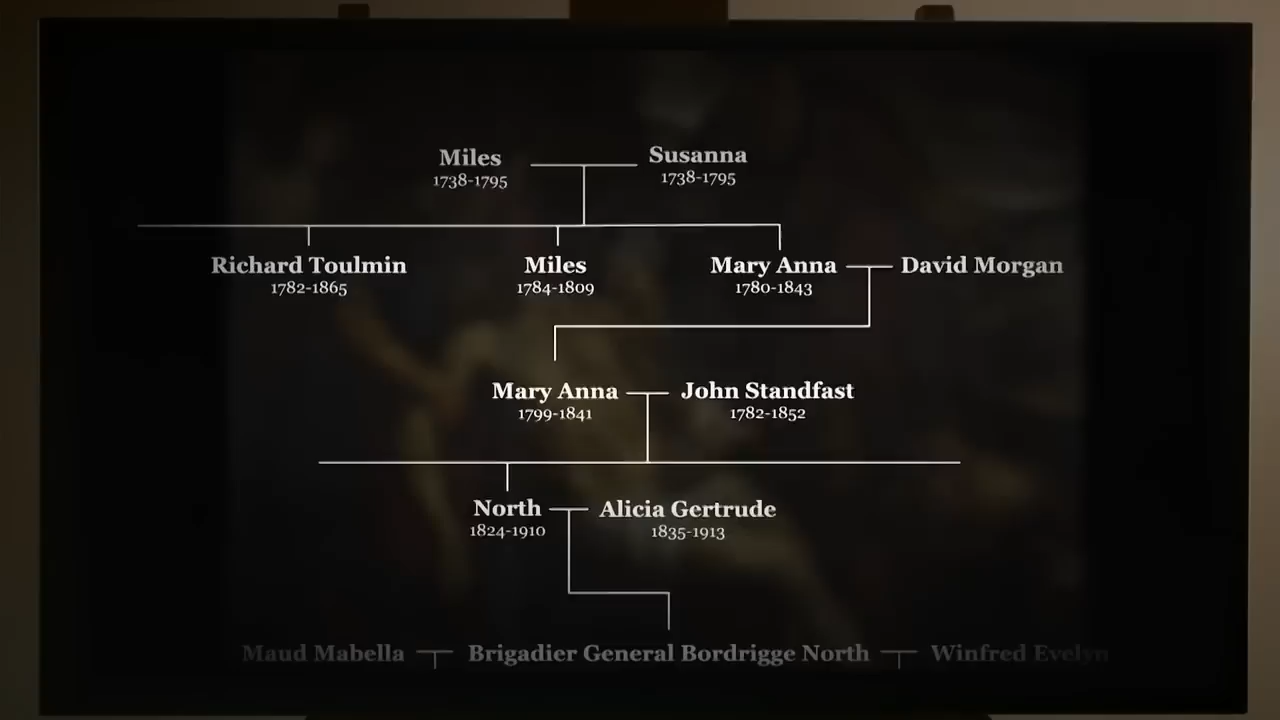 Miles
1738-1795
Susanna
1738-1795
Richard Toulmin
1782-1865
Miles
1784-1809
Mary Anna
1780-1843
David Morgan
Mary Anna
1799-1841
John Standfast
1782-1852
North
1824-1910
Alicia Gertrude
1835-1913
Maud Mabella
Brigadier General Bordrigge North
Winfred Evelyn